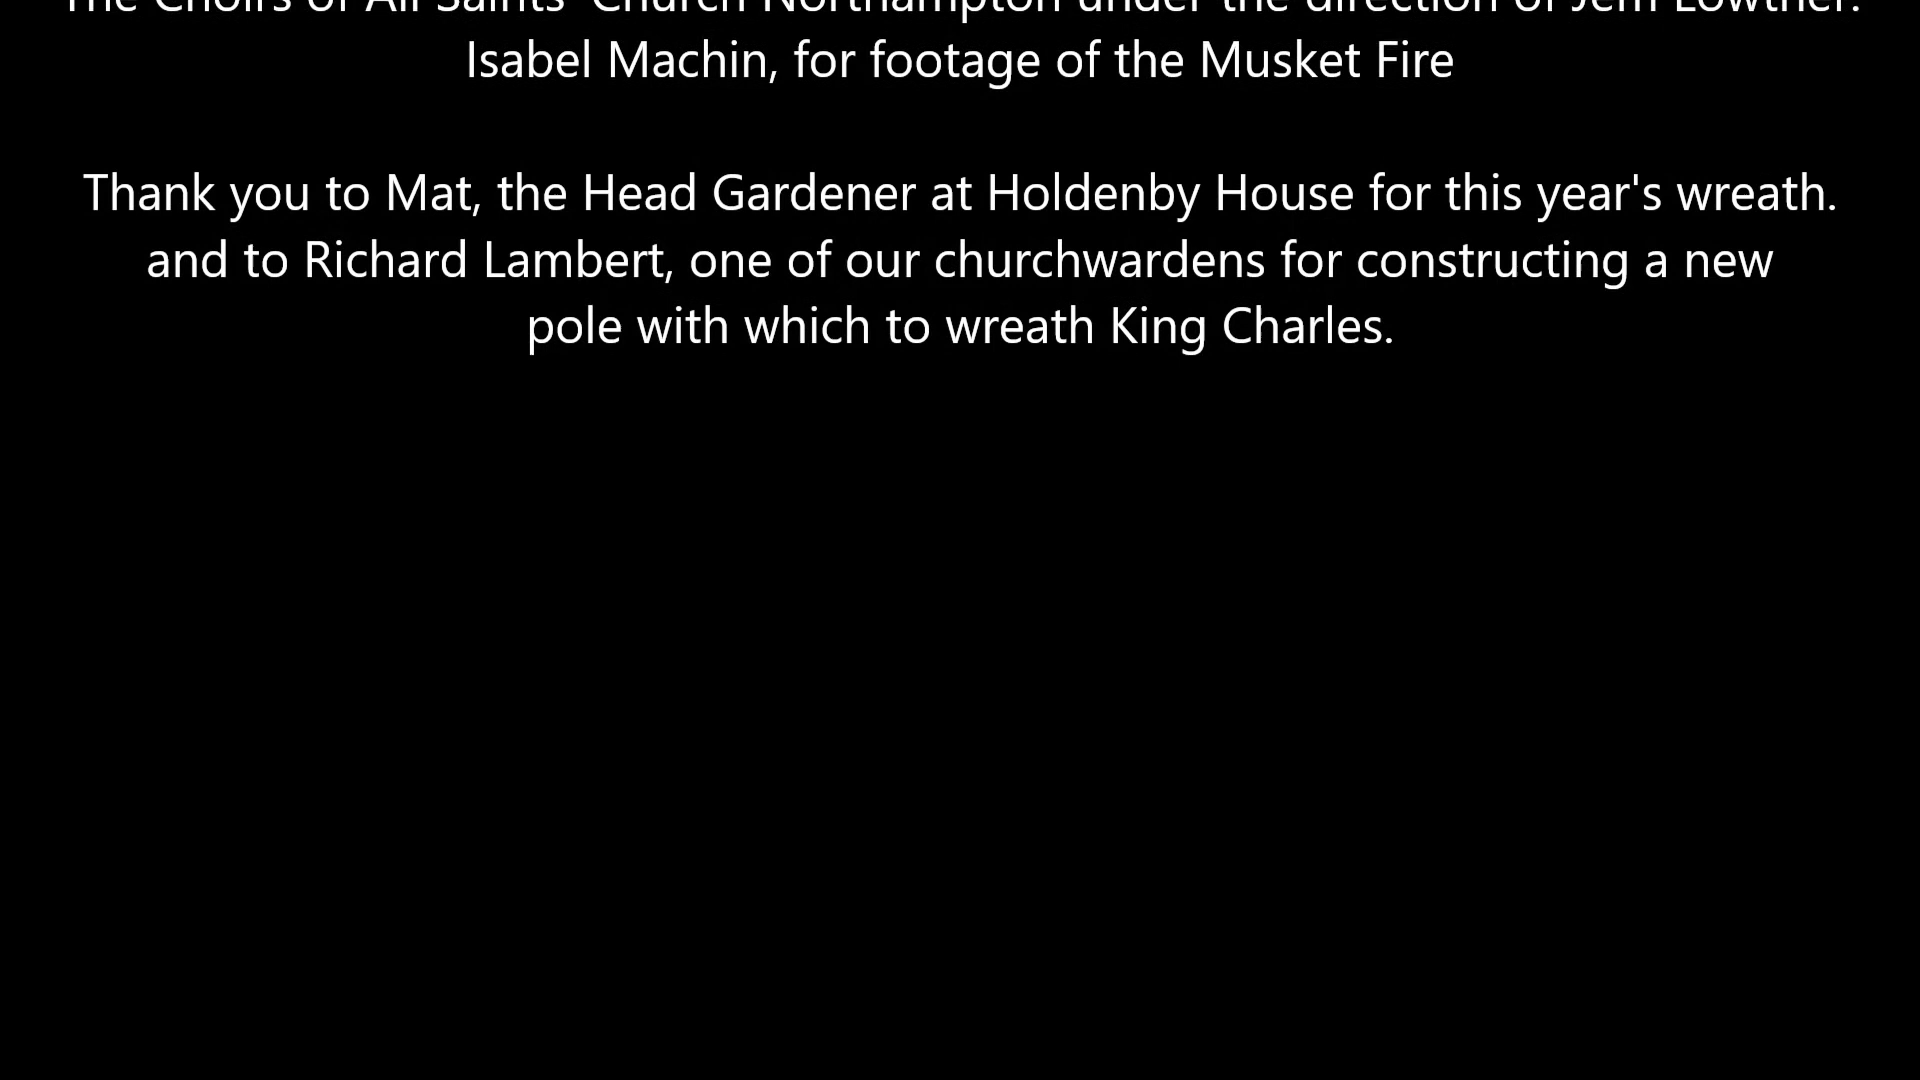 The Choirs of All Saints' Church Northampton under the direction of Jem Lowther.
Isabel Machin, for footage of the Musket Fire
Thank you to Mat, the Head Gardener at Holdenby House for this year's wreath.
and to Richard Lambert, one of our churchwardens for constructing a new
pole with which to wreath King Charles.